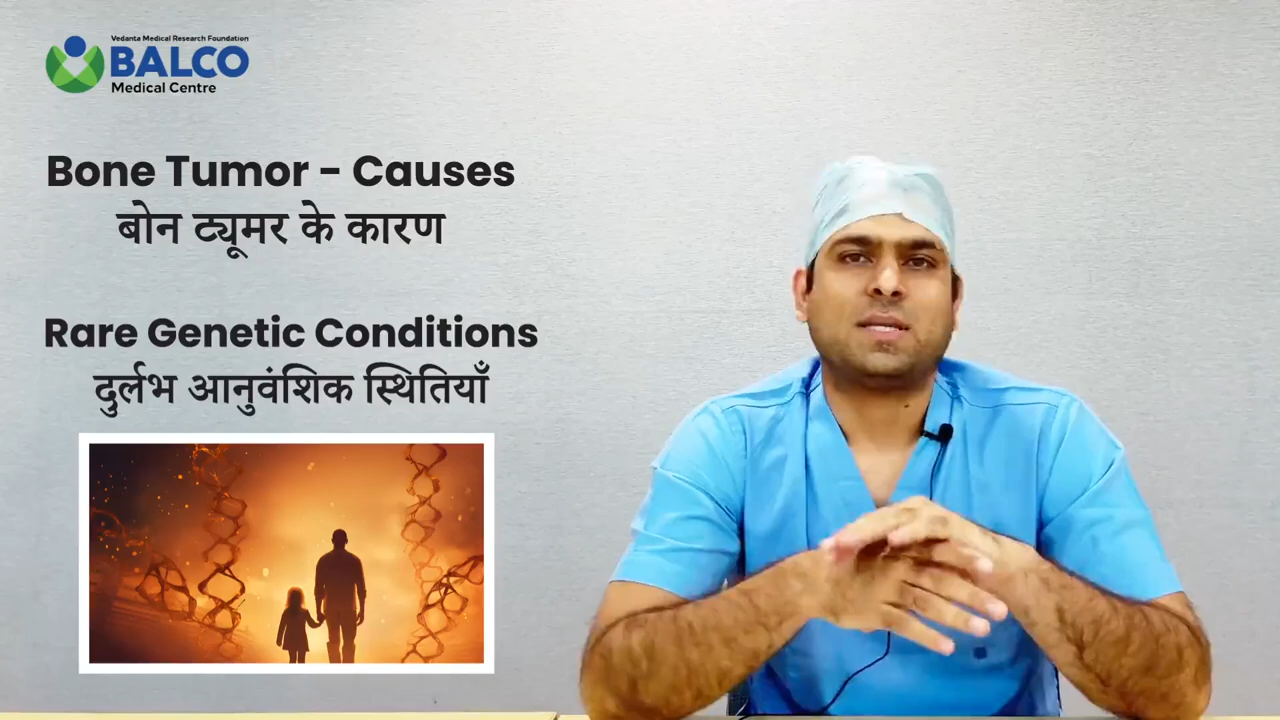 Vedanta Medical Research Foundation
BALCO
Medical Centre
Bone Tumor - Causes
बोन ट्यूमर के कारण
Rare Genetic Conditions
दुर्लभ आनुवंशिक स्थितियाँ